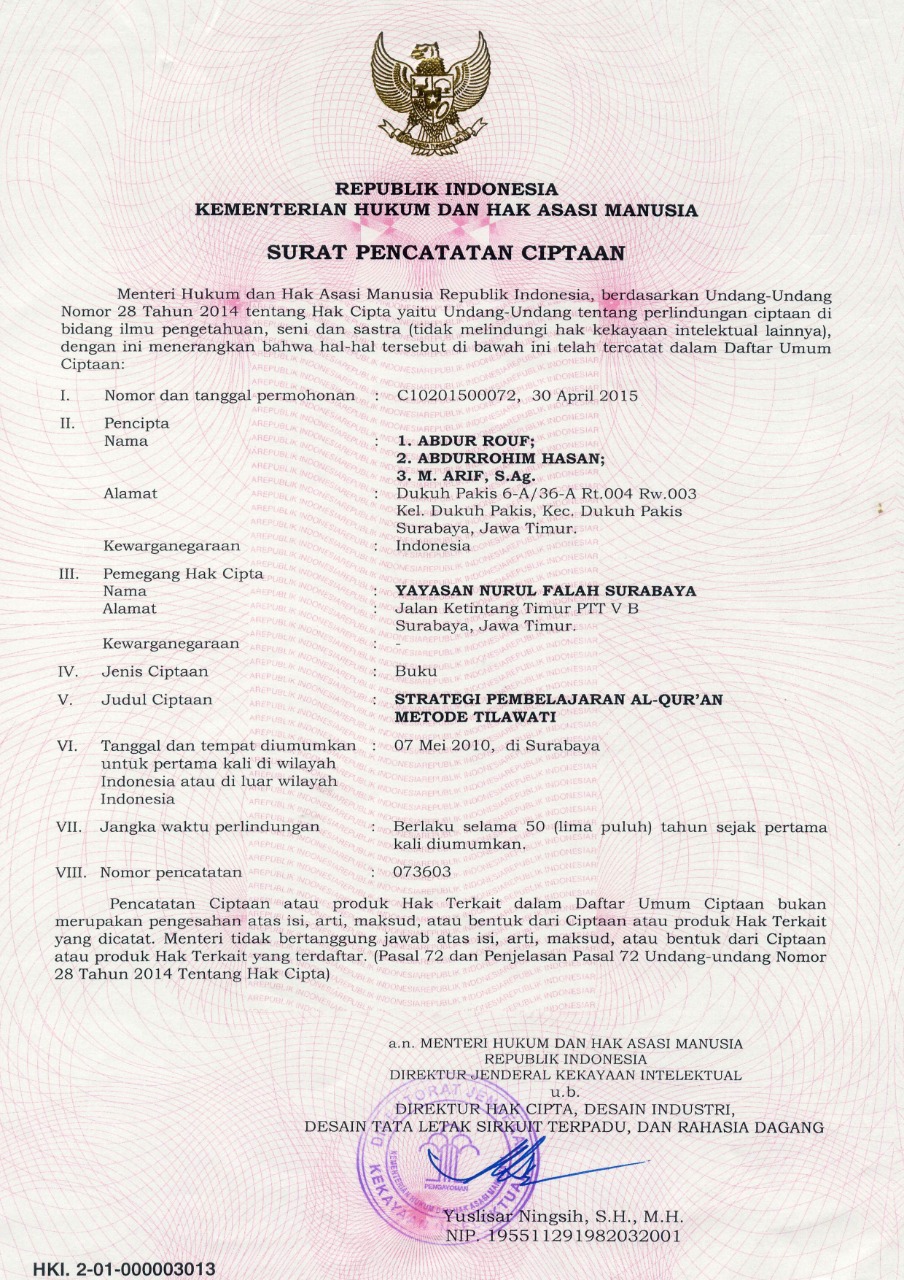 REPUBLIK INDONESIA
KEMENTERIAN HUKUM DAN HAK ASASI MANUSIA
SURAT PENCATATAN CIPTAAN
Menteri Hukum dan Hak Asasi Manusia Republik Indonesia, berdasarkan Undang-Undang
Nomor 28 Tahun 2014 tentang Hak Cipta yaitu Undang-Undang tentang perlindungan ciptaan di
bidang ilmu pengetahuan, seni dan sastra (tidak melindungi hak kekayaan intelektual lainnya),
dengan ini menerangkan bahwa hal-hal tersebut di bawah ini telah tercatat dalam Daftar Umum
Ciptaan:
I. Nomor dan tanggal permohonan : C10201500072, 30 April 2015
II. Pencipta
Nama : 1. ABDUR ROUF;
2. ABDURROHIM HASAN;
3. M. ARIF, S.Ag.
Alamat : Dukuh Pakis 6-A/36-A Rt.004 Rw.003
Kel. Dukuh Pakis, Kec. Dukuh Pakis
Surabaya, Jawa Timur.
Kewarganegaraan : Indonesia
III. Pemegang Hak Cipta
Nama : YAYASAN NURUL FALAH SURABAYA
Alamat : Jalan Ketintang Timur PTT V B
Surabaya, Jawa Timur.
Kewarganegaraan : -
IV. Jenis Ciptaan : Buku
V. Judul Ciptaan : STRATEGI PEMBELAJARAN AL-QUR'AN
METODE TILAWATI
VI. Tanggal dan tempat diumumkan : 07 Mei 2010, di Surabaya
untuk pertama kali di wilayah
Indonesia atau di luar wilayah
Indonesia
VII. Jangka waktu perlindungan : Berlaku selama 50 (lima puluh) tahun sejak pertama
kali diumumkan.
VIII. Nomor pencatatan : 073603
Pencatatan Ciptaan atau produk Hak Terkait dalam Daftar Umum Ciptaan bukan
merupakan pengesahan atas isi, arti, maksud, atau bentuk dari Ciptaan atau produk Hak Terkait
yang dicatat. Menteri tidak bertanggung jawab atas isi, arti, maksud, atau bentuk dari Ciptaan
atau produk Hak Terkait yang terdaftar. (Pasal 72 dan Penjelasan Pasal 72 Undang-undang Nomor
28 Tahun 2014 Tentang Hak Cipta)
a.n. MENTERI HUKUM DAN HAK ASASI MANUSIA
REPUBLIK INDONESIA
DIREKTUR JENDERAL KEKAYAAN INTELEKTUAL
u.b.
DIREKTUR HAK CIPTA, DESAIN INDUSTRI,
DESAIN TATA LETAK SIRKUIT TERPADU, DAN RAHASIA DAGANG
PENGAYOMAN
Yuslisar Ningsih, S.H., M.H.
NIP. 195511291982032001
HKI. 2-01-000003013